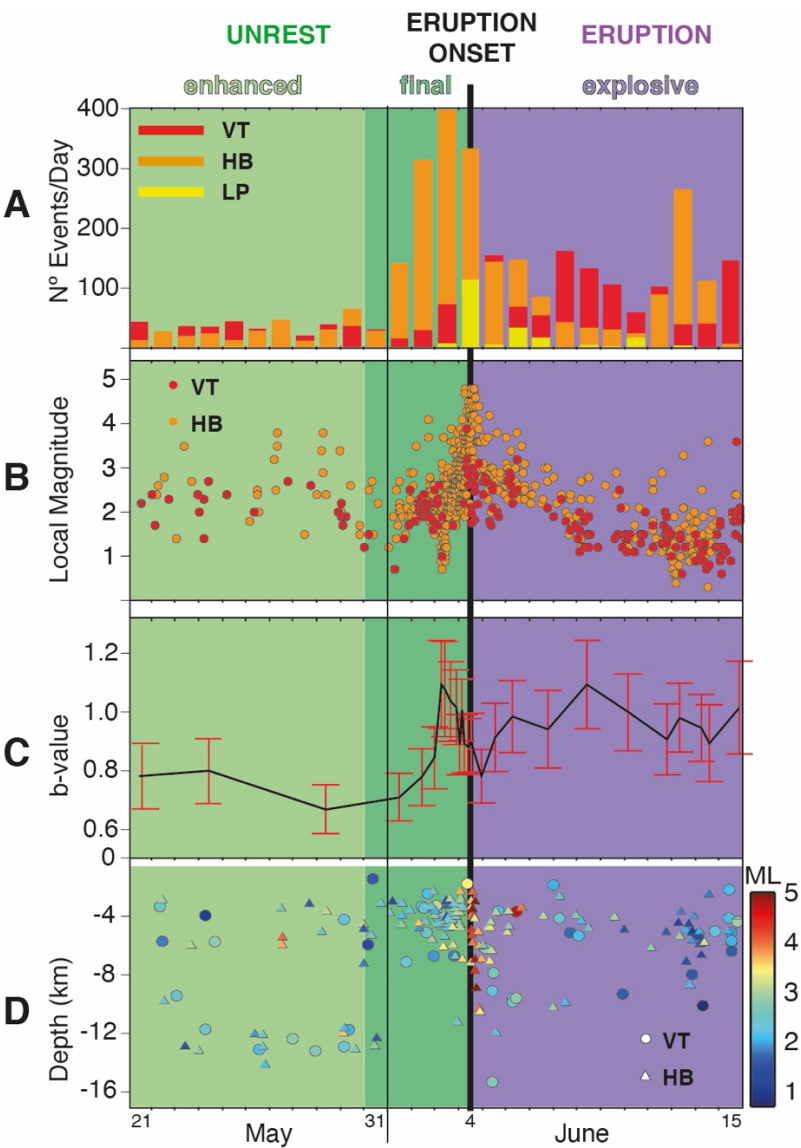 UNREST
ERUPTION
ONSET
ERUPTION
enhanced
final
explosive
A
Nº Events/Day
400
300
200
100
VT
HB
LP
B
Local Magnitude
5
4
3
2
1
VT
HB
C
b-value
1.2
1.0
0.8
0.6
0
D
Depth (km)
-4
-8
-12
-16
VT
HB
ML
5
4
3
2
1
21
31
4
15
May
June